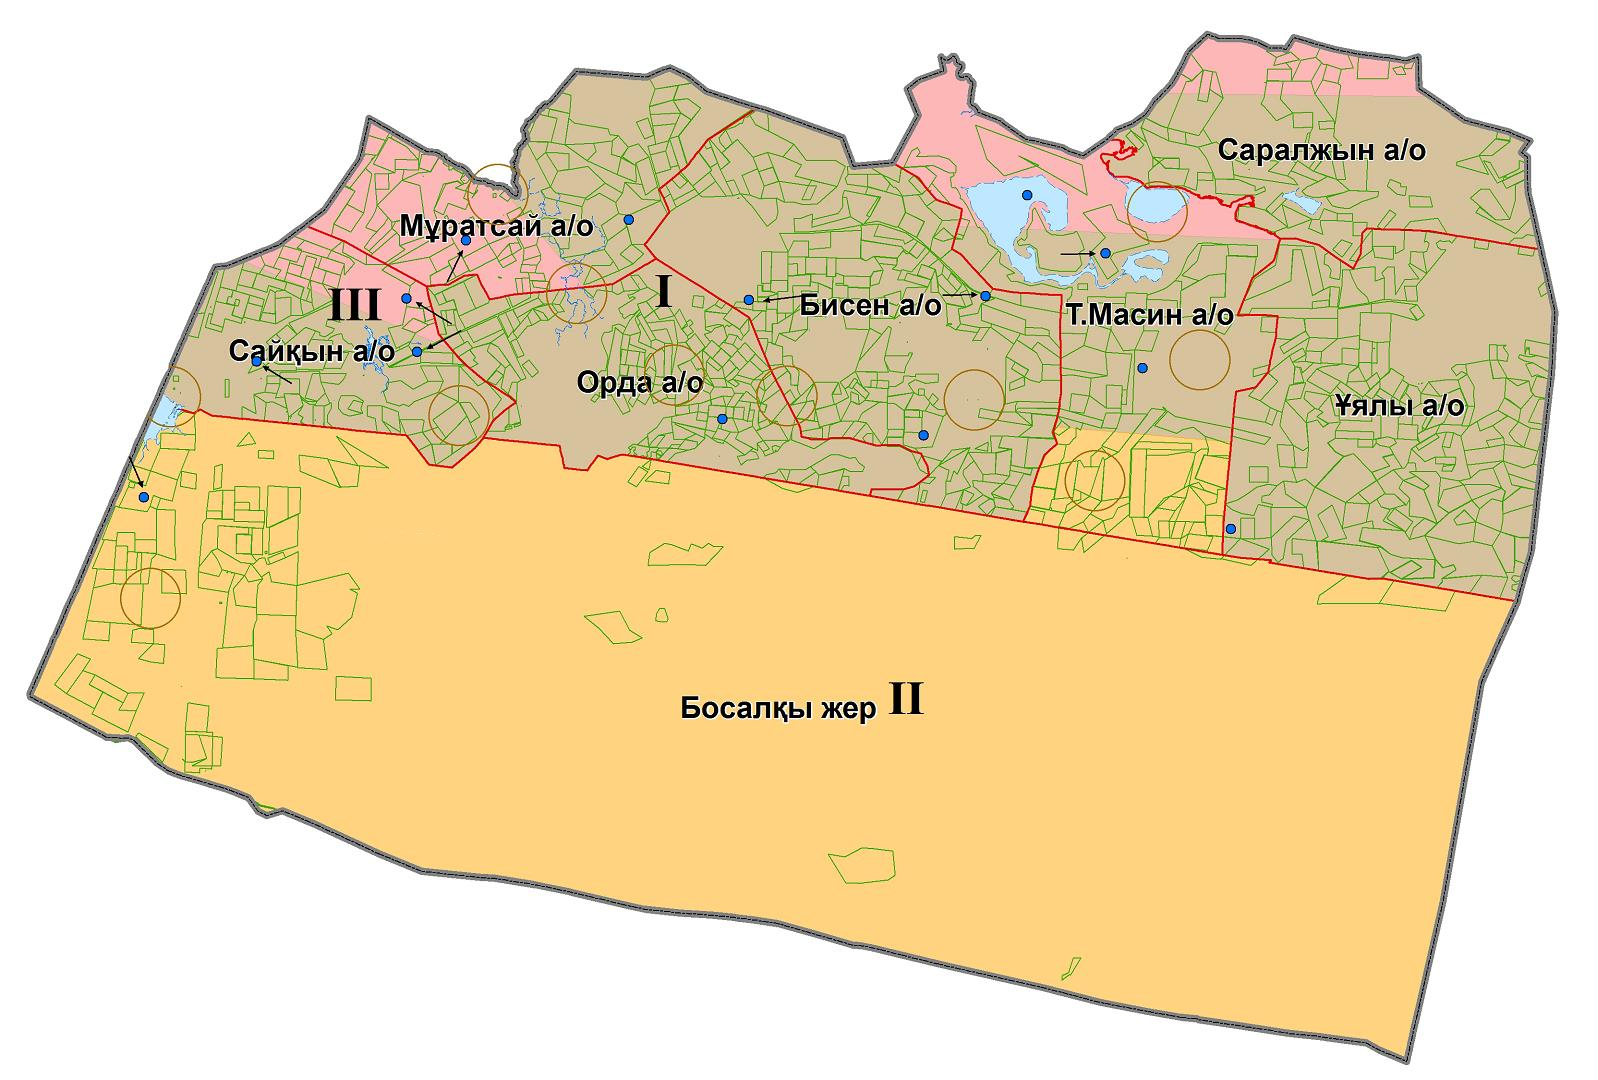 Саралжын а/о
Мұратсай а/о
I
III
Бисен а/о
Т.Масин а/о
Сайқын а/о
Орда а/о
Ұялы а/о
Босалқы жер II